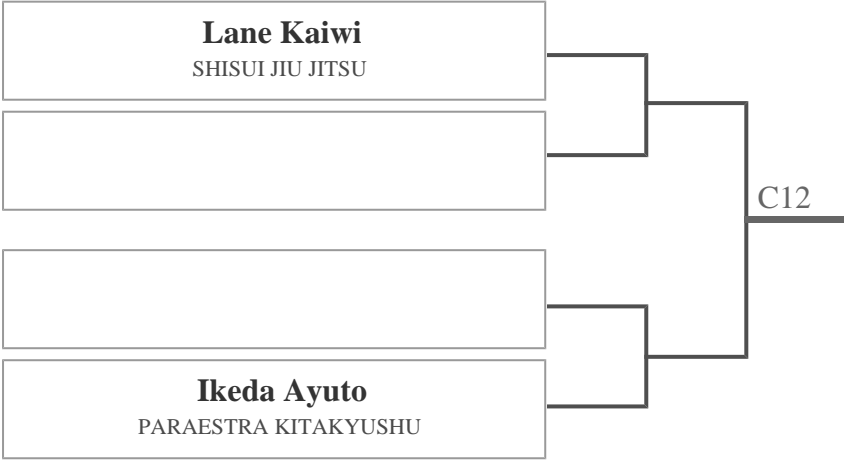 Lane Kaiwi
SHISUI JIU JITSU
C12
Ikeda Ayuto
PARAESTRA KITAKYUSHU